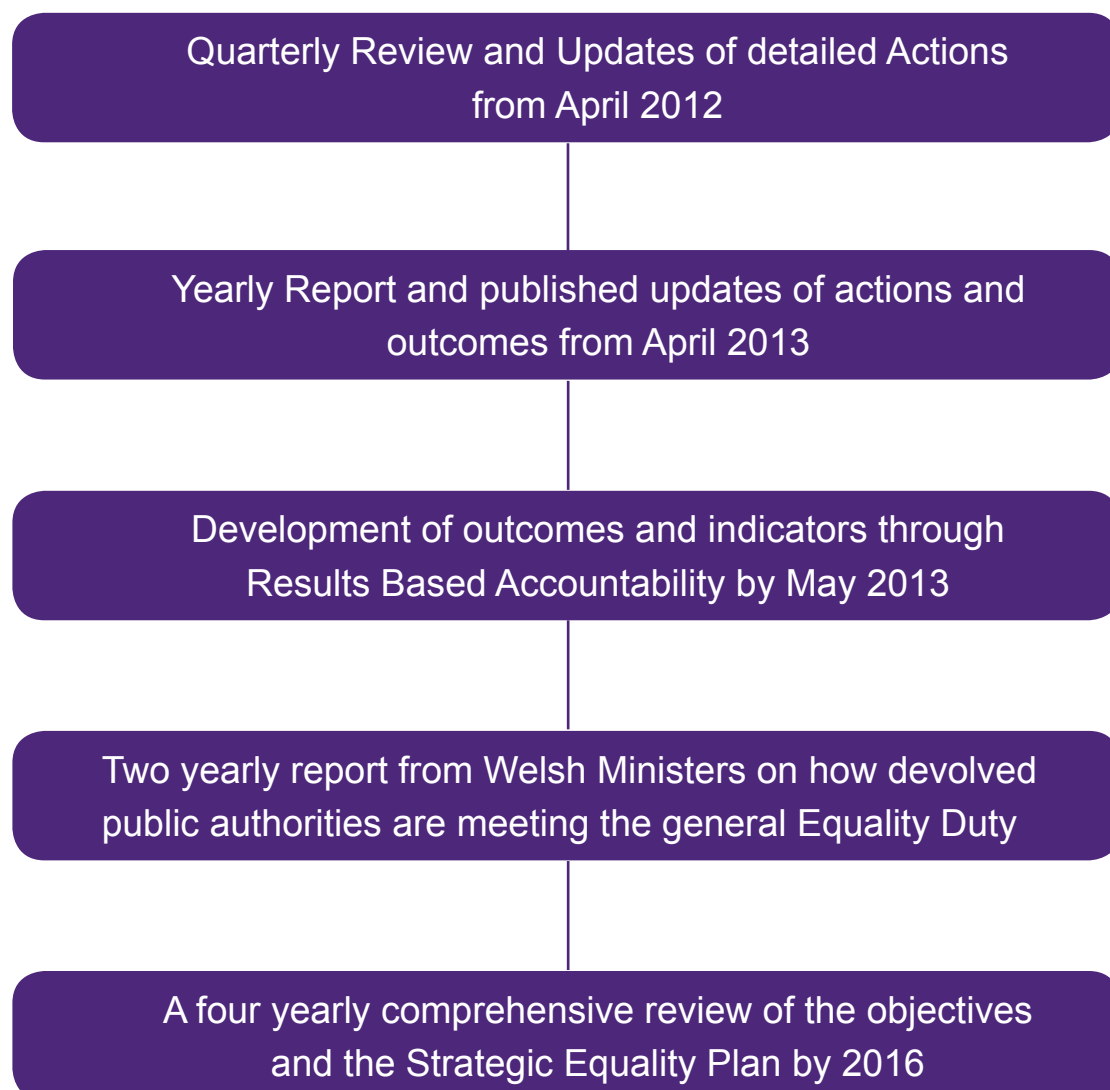 Quarterly Review and Updates of detailed Actions
from April 2012
Yearly Report and published updates of actions and
outcomes from April 2013
Development of outcomes and indicators through
Results Based Accountability by May 2013
Two yearly report from Welsh Ministers on how devolved
public authorities are meeting the general Equality Duty
A four yearly comprehensive review of the objectives
and the Strategic Equality Plan by 2016